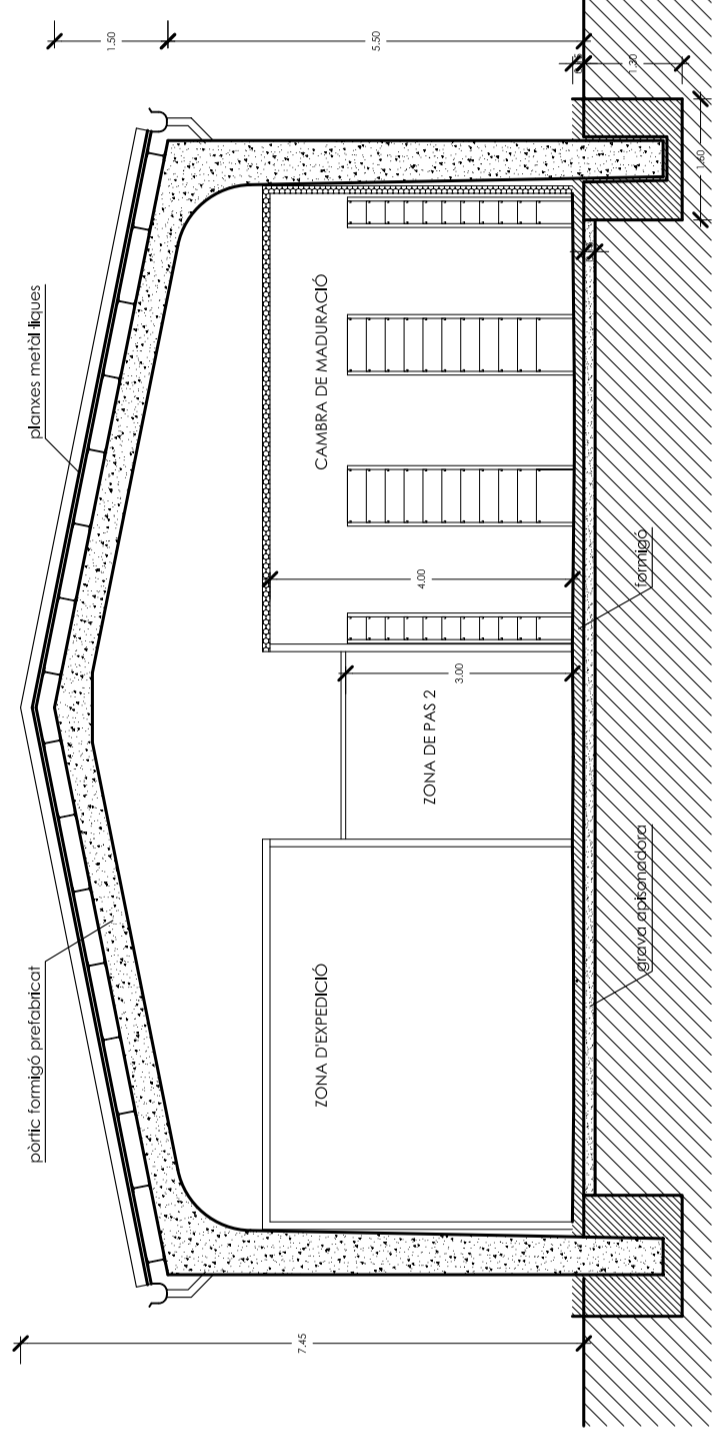 pòrtic formigó prefabricat
planxes metàl·liques
1.50
5.50
7.45
ZONA D'EXPEDICIÓ
ZONA DE PAS 2
CAMBRA DE MADURACIÓ
4.00
3.00
1.30
1.60
grava apisonadora
formigó